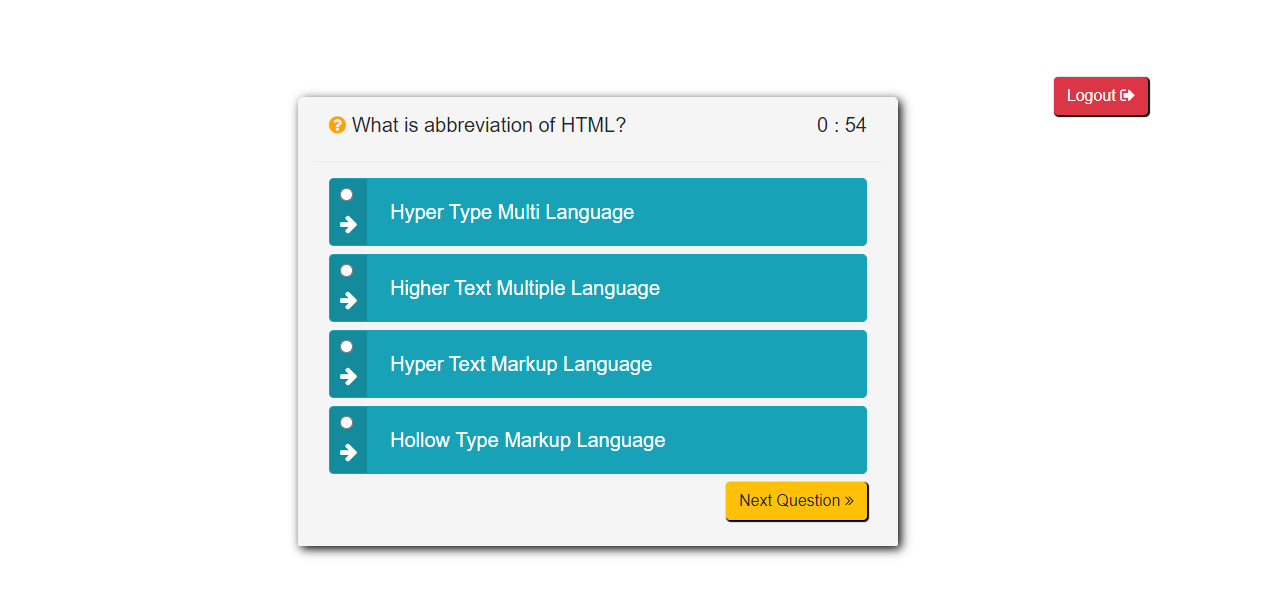 Logout
What is abbreviation of HTML?
0 : 54
Hyper Type Multi Language
Higher Text Multiple Language
Hyper Text Markup Language
Hollow Type Markup Language
Next Question »